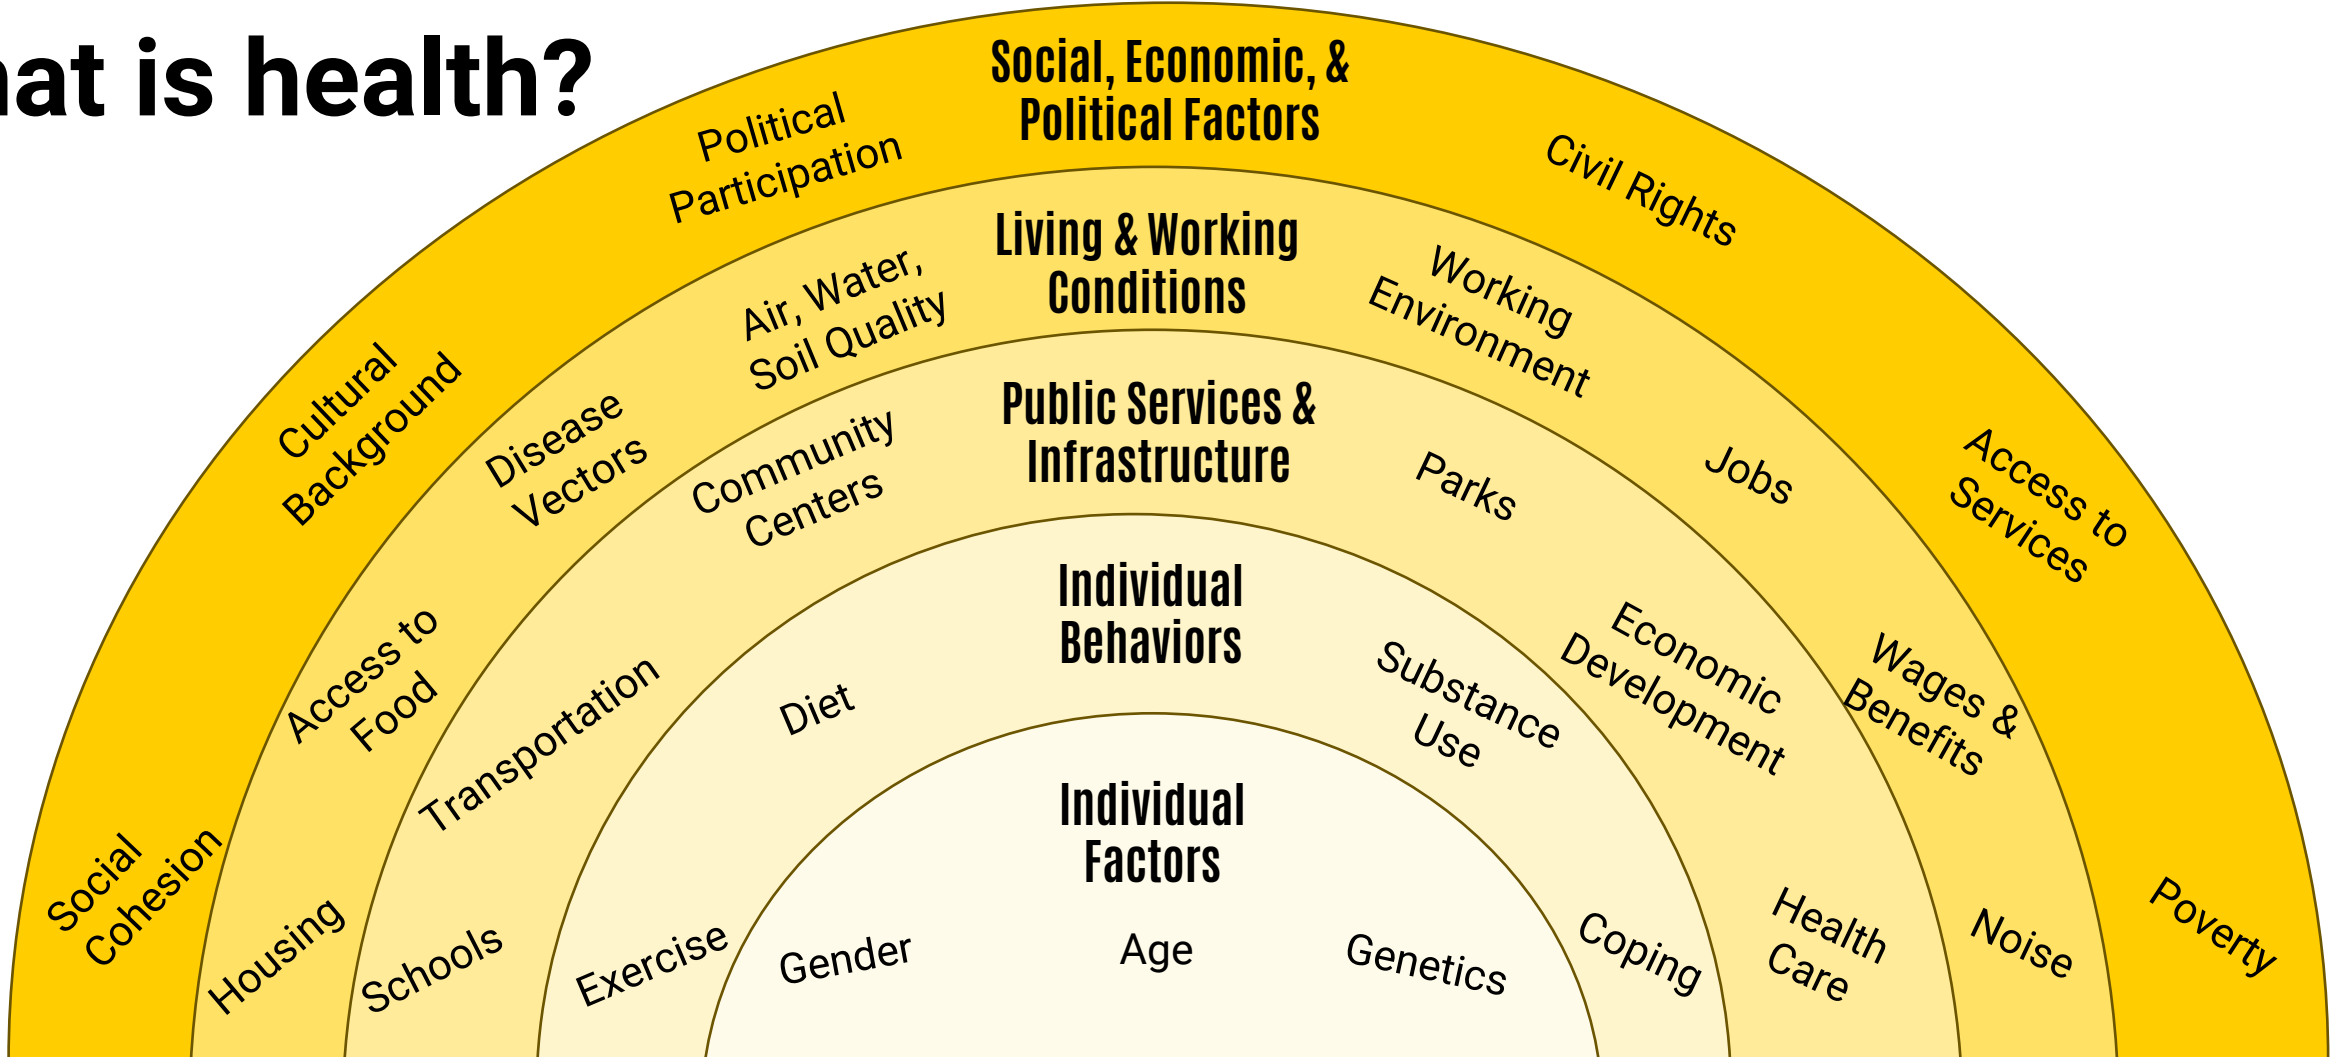 hat is health?
Social, Economic, &
Political Factors
Political
Participation
Civil Rights
Cultural
Background
Access to
Services
Social
Cohesion
Poverty
Living & Working
Conditions
Air, Water,
Soil Quality
Working
Environment
Disease
Vectors
Jobs
Access to
Food
Wages &
Benefits
Housing
Noise
Public Services &
Infrastructure
Community
Centers
Parks
Transportation
Economic
Development
Schools
Health
Care
Individual
Behaviors
Diet
Substance
Use
Exercise
Coping
Individual
Factors
Gender
Age
Genetics